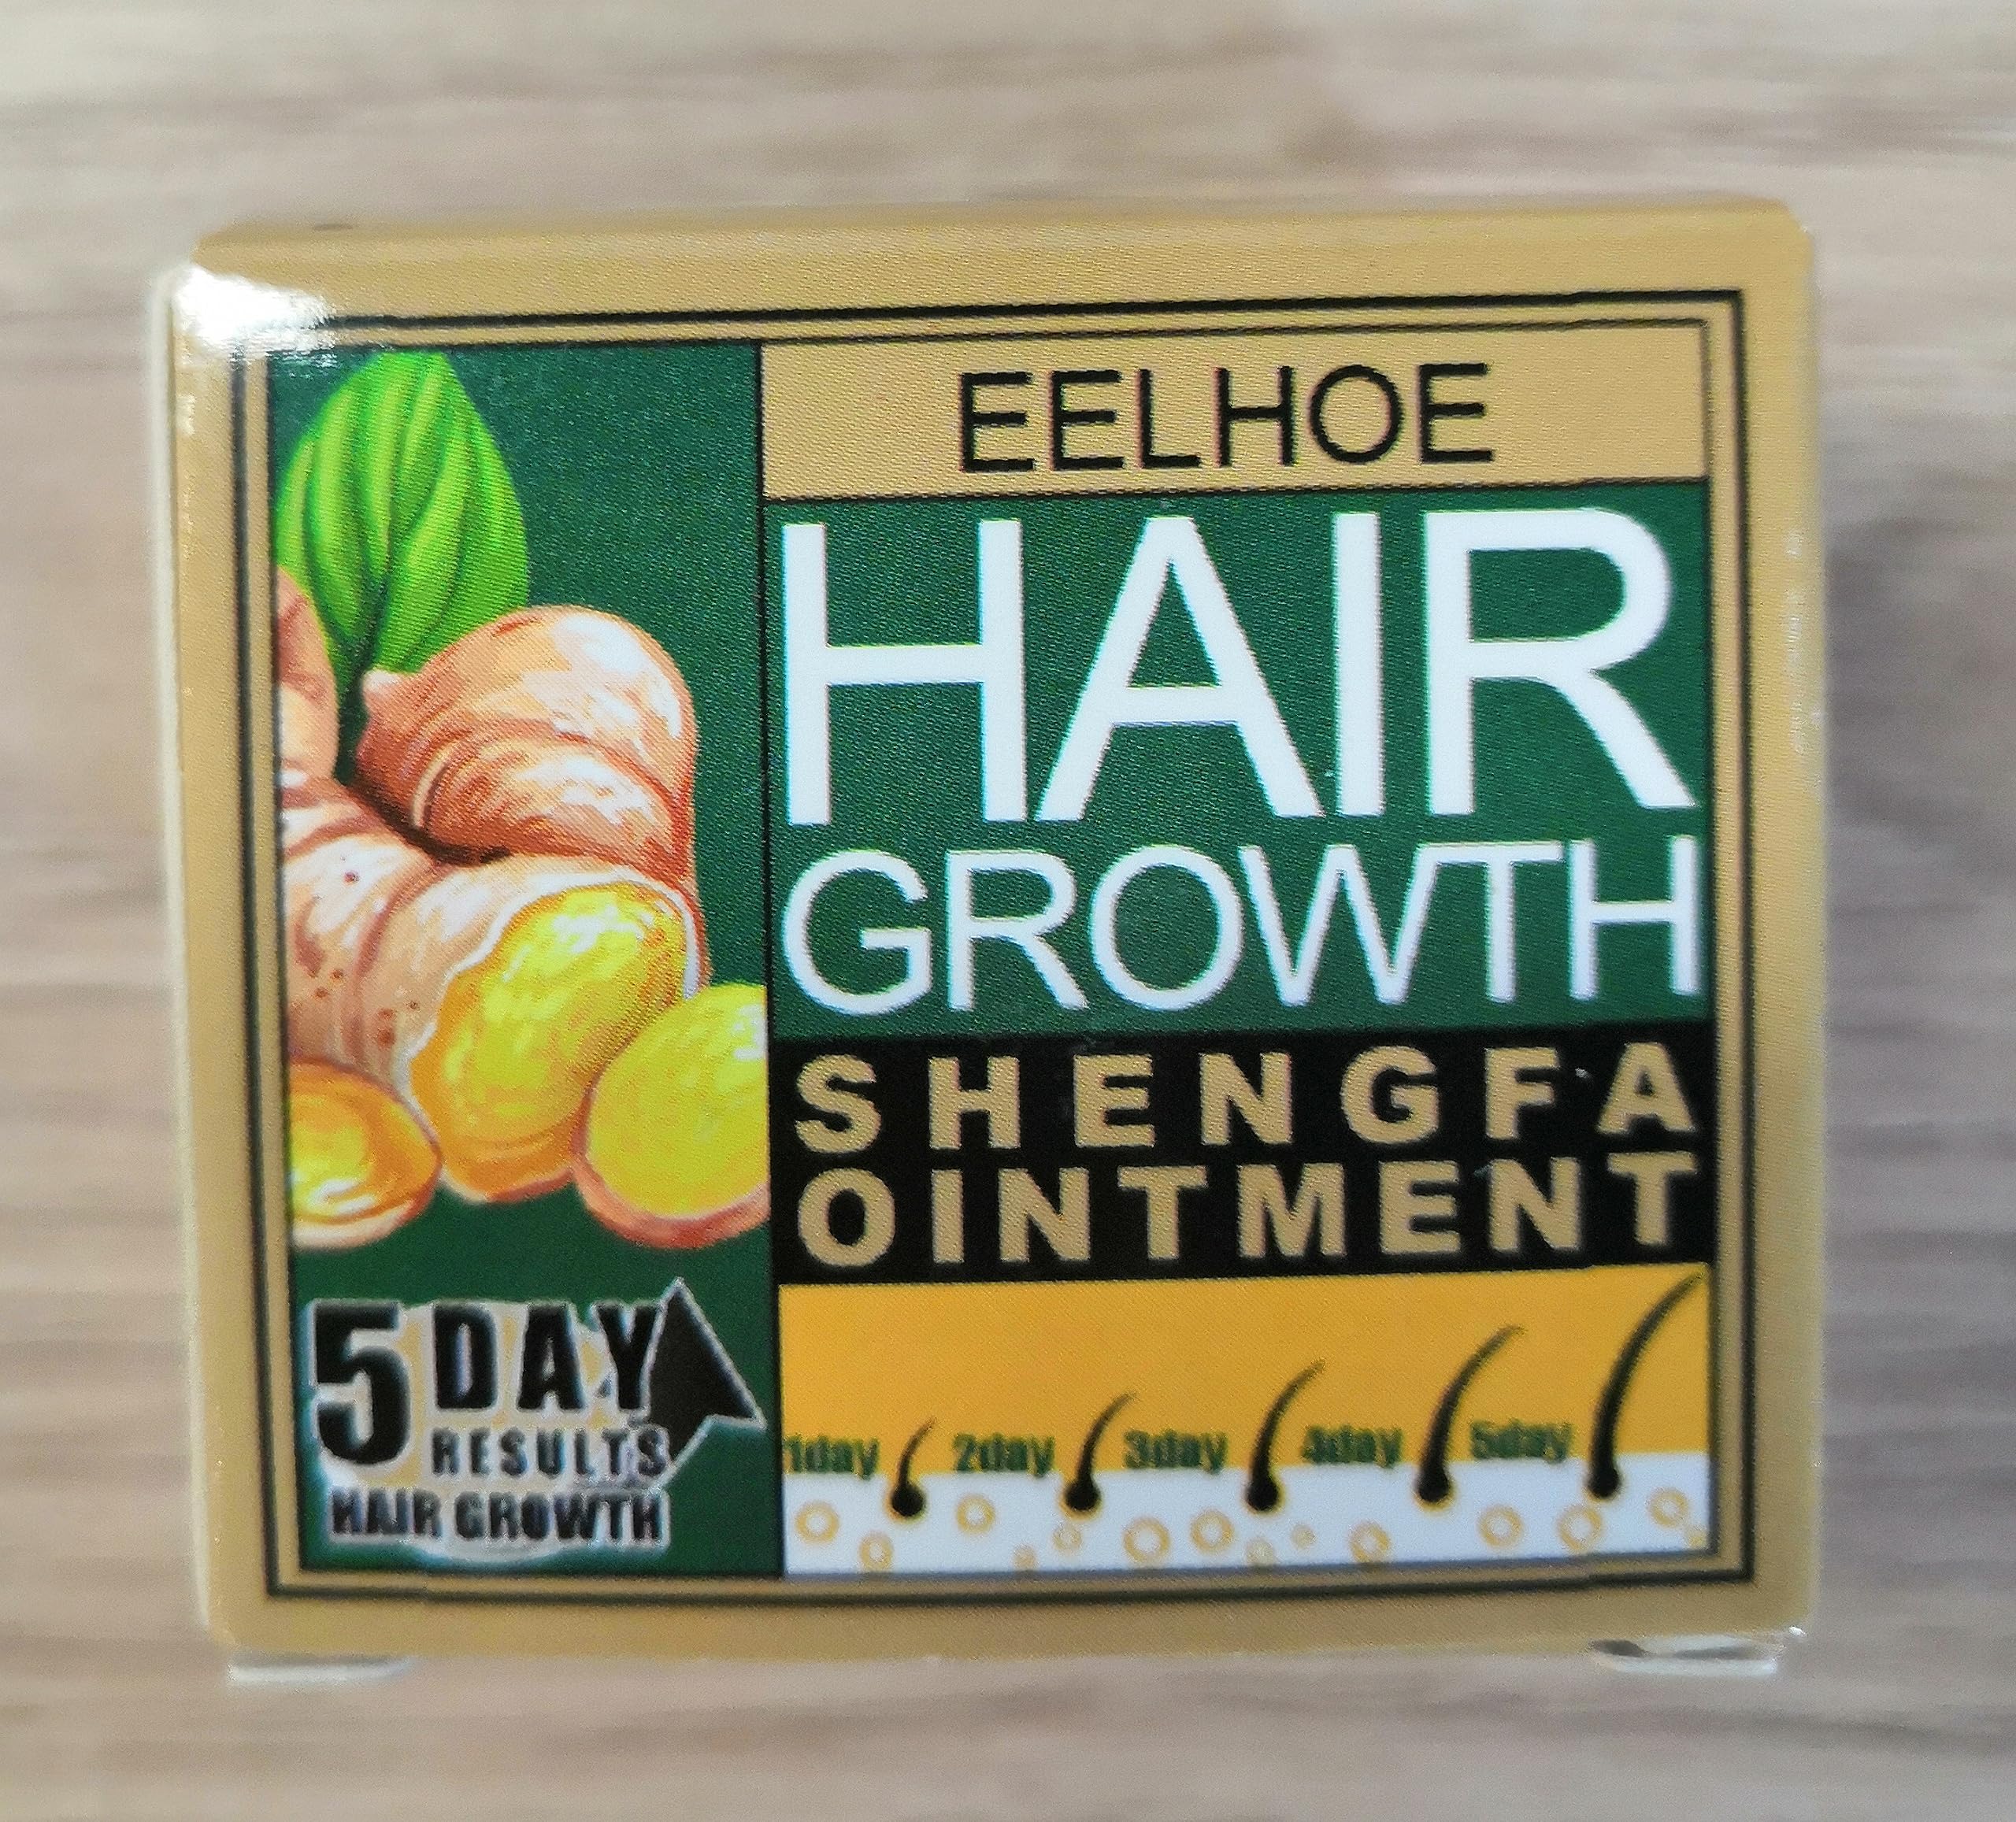 EELHOE
HAIR
GROWTH
SHENGFA
OINTMENT
5 DAY
RESULTS
HAIR GROWTH
1day 2day 3day 4day 5day